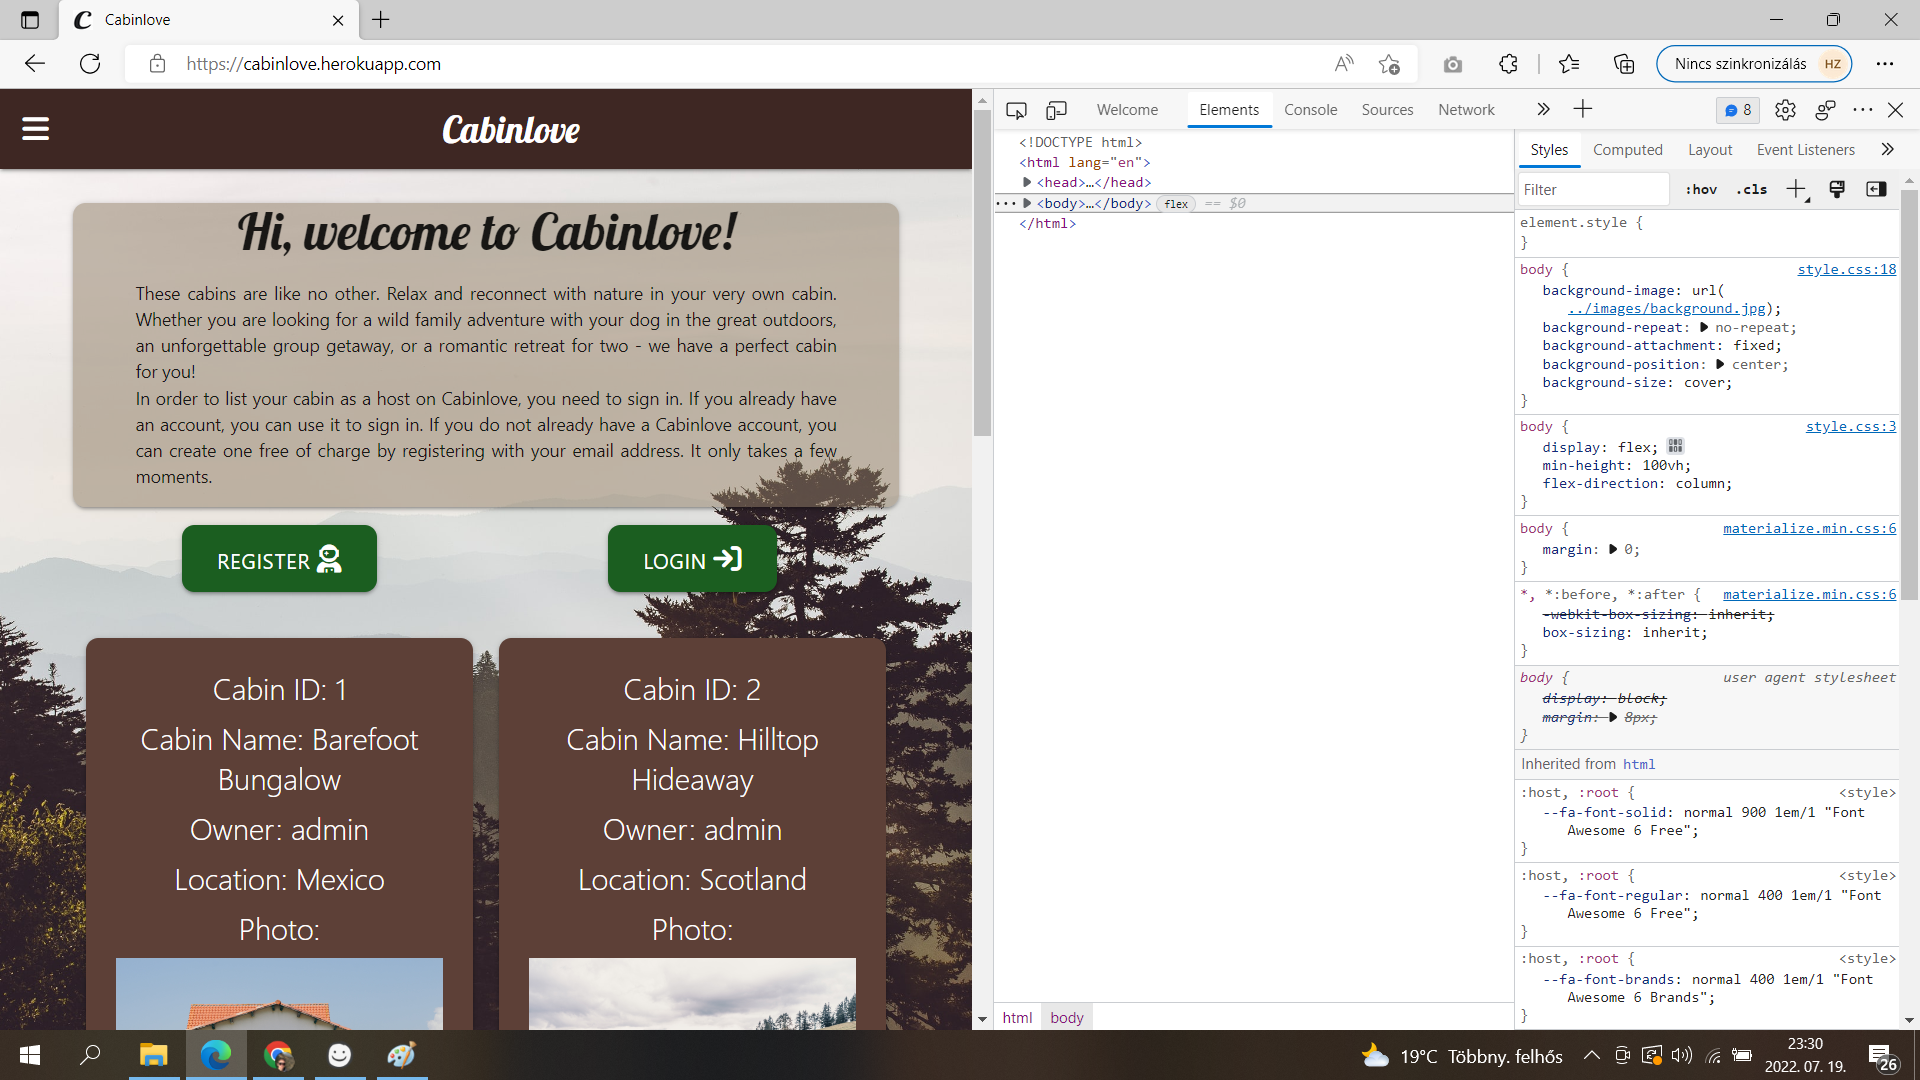 Cabinlove
https://cabinlove.herokuapp.com
Nincs szinkronizálás HZ
Cabinlove
Hi, welcome to Cabinlove!
These cabins are like no other. Relax and reconnect with nature in your very own cabin.
Whether you are looking for a wild family adventure with your dog in the great outdoors,
an unforgettable group getaway, or a romantic retreat for two - we have a perfect cabin
for you!
In order to list your cabin as a host on Cabinlove, you need to sign in. If you already have
an account, you can use it to sign in. If you do not already have a Cabinlove account, you
can create one free of charge by registering with your email address. It only takes a few
moments.
REGISTER
LOGIN
Cabin ID: 1
Cabin Name: Barefoot
Bungalow
Owner: admin
Location: Mexico
Photo:
Cabin ID: 2
Cabin Name: Hilltop
Hideaway
Owner: admin
Location: Scotland
Photo:
Welcome Elements Console Sources Network 8
<!DOCTYPE html>
<html lang="en">
<head>…</head>
<body>…</body> flex == $0
</html>
html body
Styles Computed Layout Event Listeners
Filter :hov .cls
element.style {
}
body { style.css:18
background-image: url(
../images/background.jpg);
background-repeat: no-repeat;
background-attachment: fixed;
background-position: center;
background-size: cover;
}
body { style.css:3
display: flex;
min-height: 100vh;
flex-direction: column;
}
body { materialize.min.css:6
margin: 0;
}
*, *:before, *:after { materialize.min.css:6
-webkit-box-sizing: inherit;
box-sizing: inherit;
}
body { user agent stylesheet
display: block;
margin: 8px;
}
Inherited from html
:host, :root { <style>
--fa-font-solid: normal 900 1em/1 "Font
Awesome 6 Free";
}
:host, :root { <style>
--fa-font-regular: normal 400 1em/1 "Font
Awesome 6 Free";
}
:host, :root { <style>
--fa-font-brands: normal 400 1em/1 "Font
Awesome 6 Brands";
}
19°C Többny. felhős
23:30
2022. 07. 19.
26